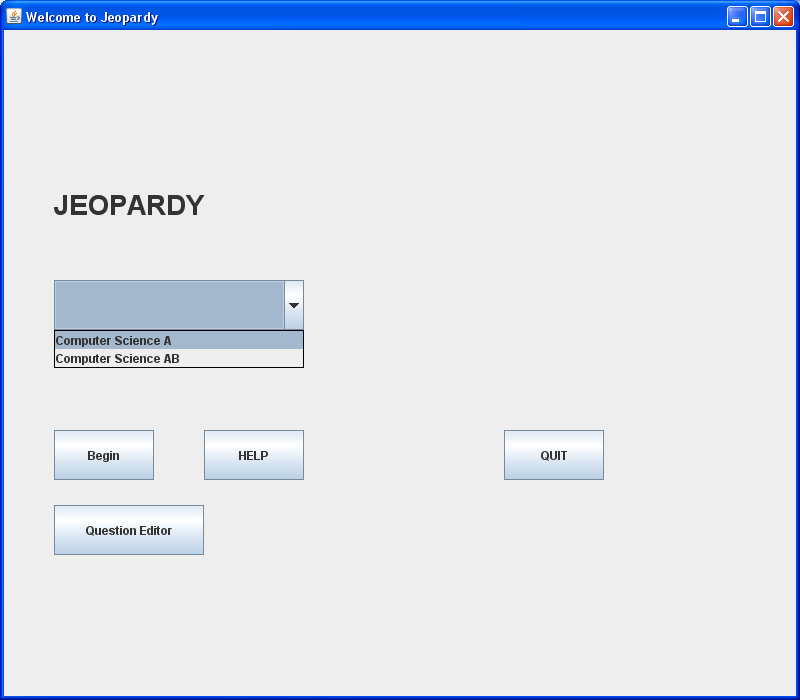 Welcome to Jeopardy
JEOPARDY
Computer Science A
Computer Science AB
Begin
HELP
QUIT
Question Editor